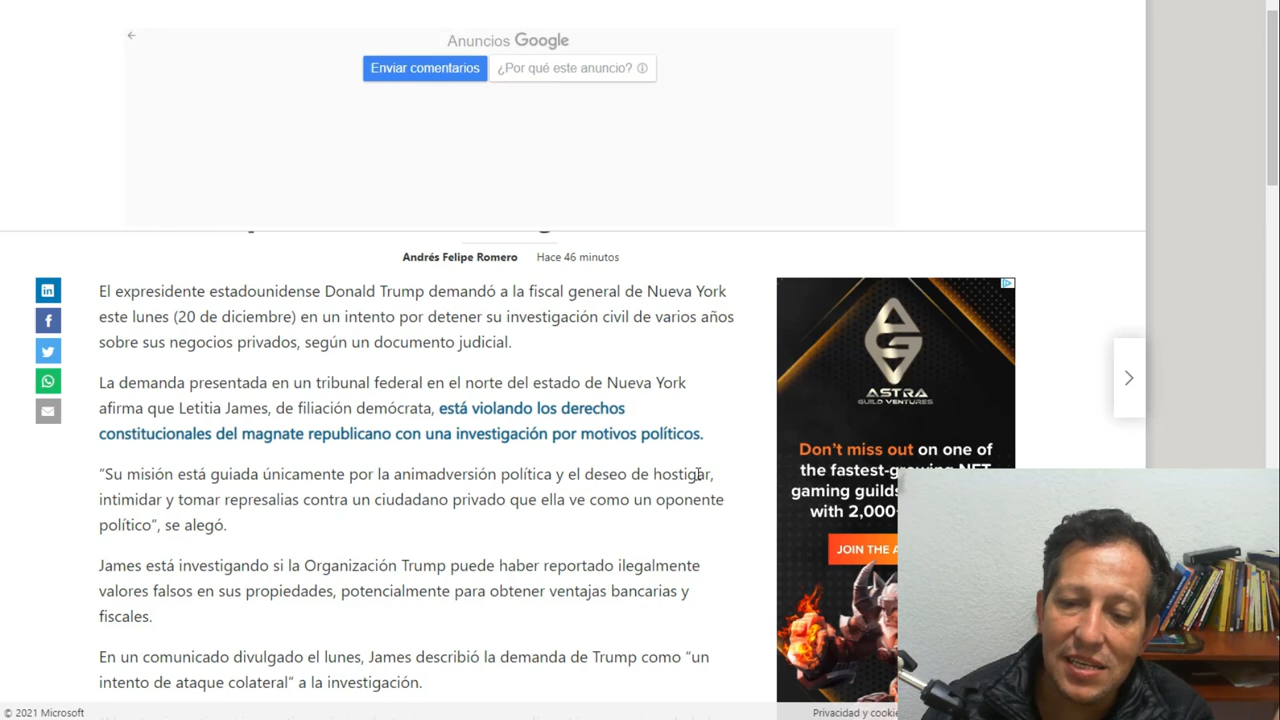 Anuncios Google
Enviar comentarios
¿Por qué este anuncio?
Andrés Felipe Romero Hace 46 minutos
El expresidente estadounidense Donald Trump demandó a la fiscal general de Nueva York
este lunes (20 de diciembre) en un intento por detener su investigación civil de varios años
sobre sus negocios privados, según un documento judicial.
La demanda presentada en un tribunal federal en el norte del estado de Nueva York
afirma que Letitia James, de filiación demócrata, está violando los derechos
constitucionales del magnate republicano con una investigación por motivos políticos.
“Su misión está guiada únicamente por la animadversión política y el deseo de hostigar,
intimidar y tomar represalias contra un ciudadano privado que ella ve como un oponente
político”, se alegó.
James está investigando si la Organización Trump puede haber reportado ilegalmente
valores falsos en sus propiedades, potencialmente para obtener ventajas bancarias y
fiscales.
En un comunicado divulgado el lunes, James describió la demanda de Trump como “un
intento de ataque colateral” a la investigación.
ASTRA
GUILD VENTURES
Don't miss out on one of
the fastest-growing NFT
gaming guilds
with 2,000
JOIN THE
© 2021 Microsoft
Privacidad y cookie